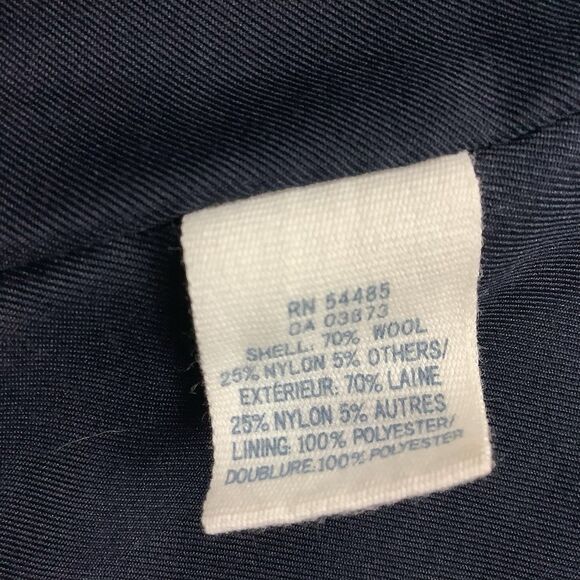 RN 54485
CA 03873
SHELL: 70% WOOL
25% NYLON 5% OTHERS/
EXTÉRIEUR: 70% LAINE
25% NYLON 5% AUTRES
LINING: 100% POLYESTER/
DOUBLURE: 100% POLYESTER